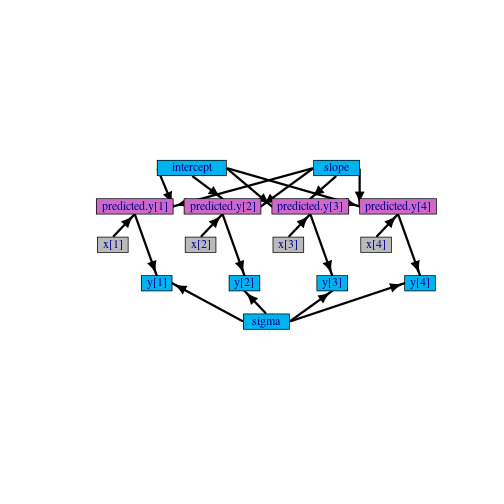 intercept slope
predicted.y[1] predicted.y[2] predicted.y[3] predicted.y[4]
x[1] x[2] x[3] x[4]
y[1] y[2] y[3] y[4]
sigma